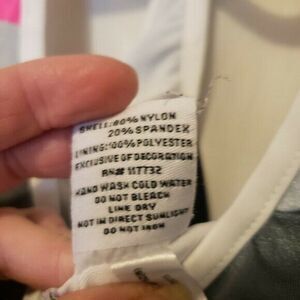 SHELL:80% NYLON
20% SPANDEX
LINING:100% POLYESTER
EXCLUSIVE OF DECORATION
RN# 117732
HAND WASH COLD WATER
DO NOT BLEACH
LINE DRY
NOT IN DIRECT SUNLIGHT
DO NOT IRON